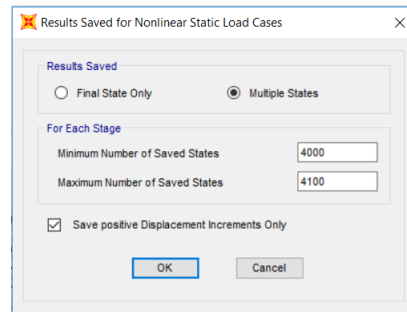 Results Saved for Nonlinear Static Load Cases
Results Saved
Final State Only
Multiple States
For Each Stage
Minimum Number of Saved States
4000
Maximum Number of Saved States
4100
Save positive Displacement Increments Only
OK
Cancel